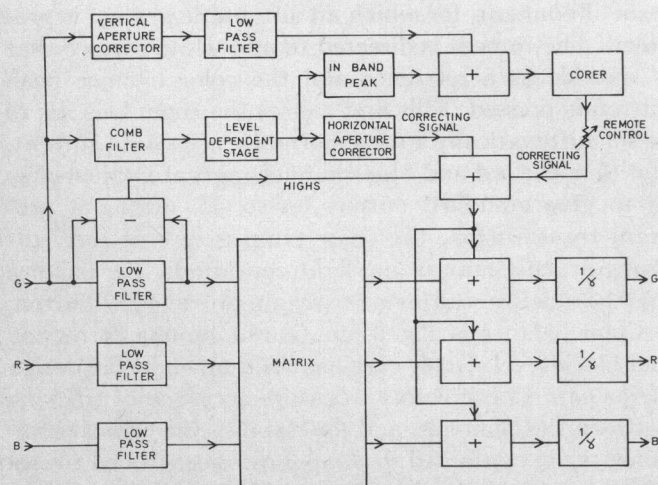 VERTICAL
APERTURE
CORRECTOR
LOW
PASS
FILTER
IN BAND
PEAK
+
CORER
COMB
FILTER
LEVEL
DEPENDENT
STAGE
HORIZONTAL
APERTURE
CORRECTOR
CORRECTING
SIGNAL
REMOTE
CONTROL
CORRECTING
SIGNAL
HIGHS
G
LOW
PASS
FILTER
+
1/γ
G
R
LOW
PASS
FILTER
MATRIX
+
1/γ
R
B
LOW
PASS
FILTER
+
1/γ
B